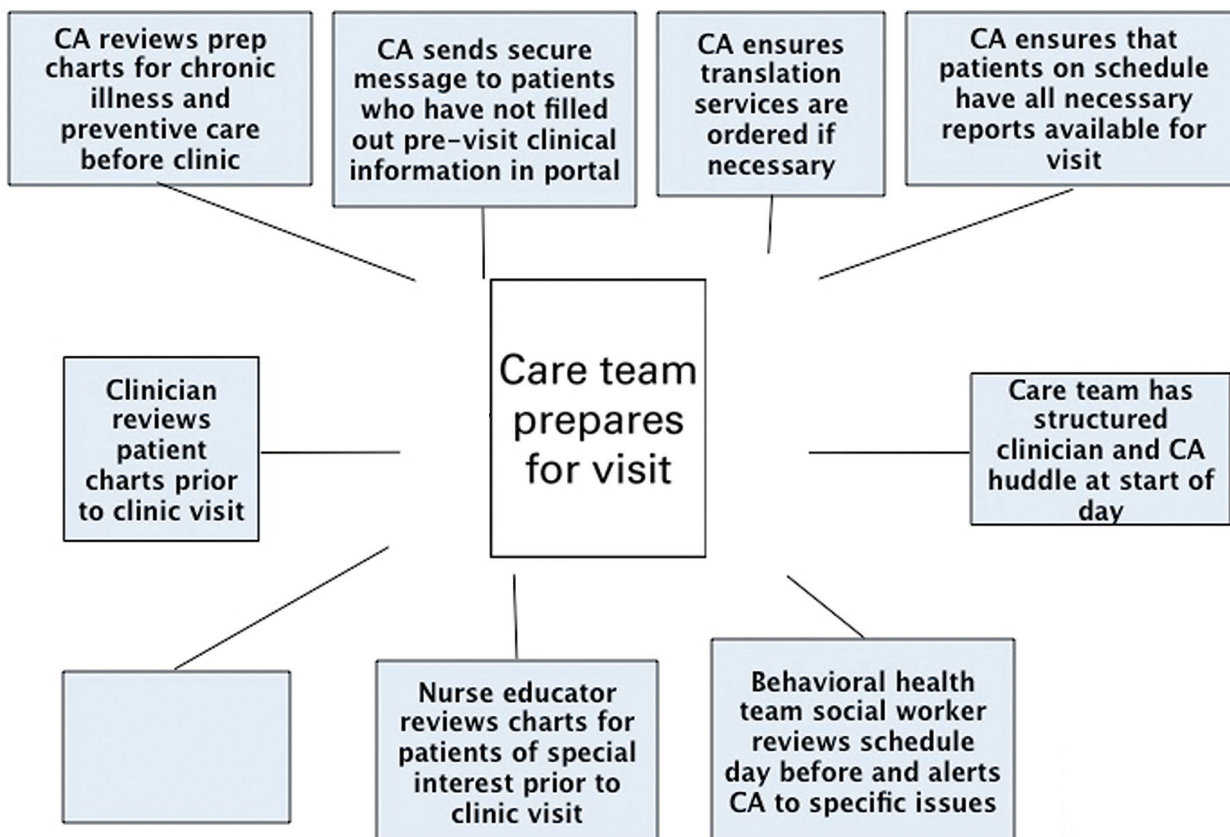 CA reviews prep
charts for chronic
illness and
preventive care
before clinic
CA sends secure
message to patients
who have not filled
out pre-visit clinical
information in portal
CA ensures
translation
services are
ordered if
necessary
CA ensures that
patients on schedule
have all necessary
reports available for
visit
Clinician
reviews
patient
charts prior
to clinic visit
Care team
prepares
for visit
Care team has
structured
clinician and CA
huddle at start of
day
Nurse educator
reviews charts for
patients of special
interest prior to
clinic visit
Behavioral health
team social worker
reviews schedule
day before and alerts
CA to specific issues